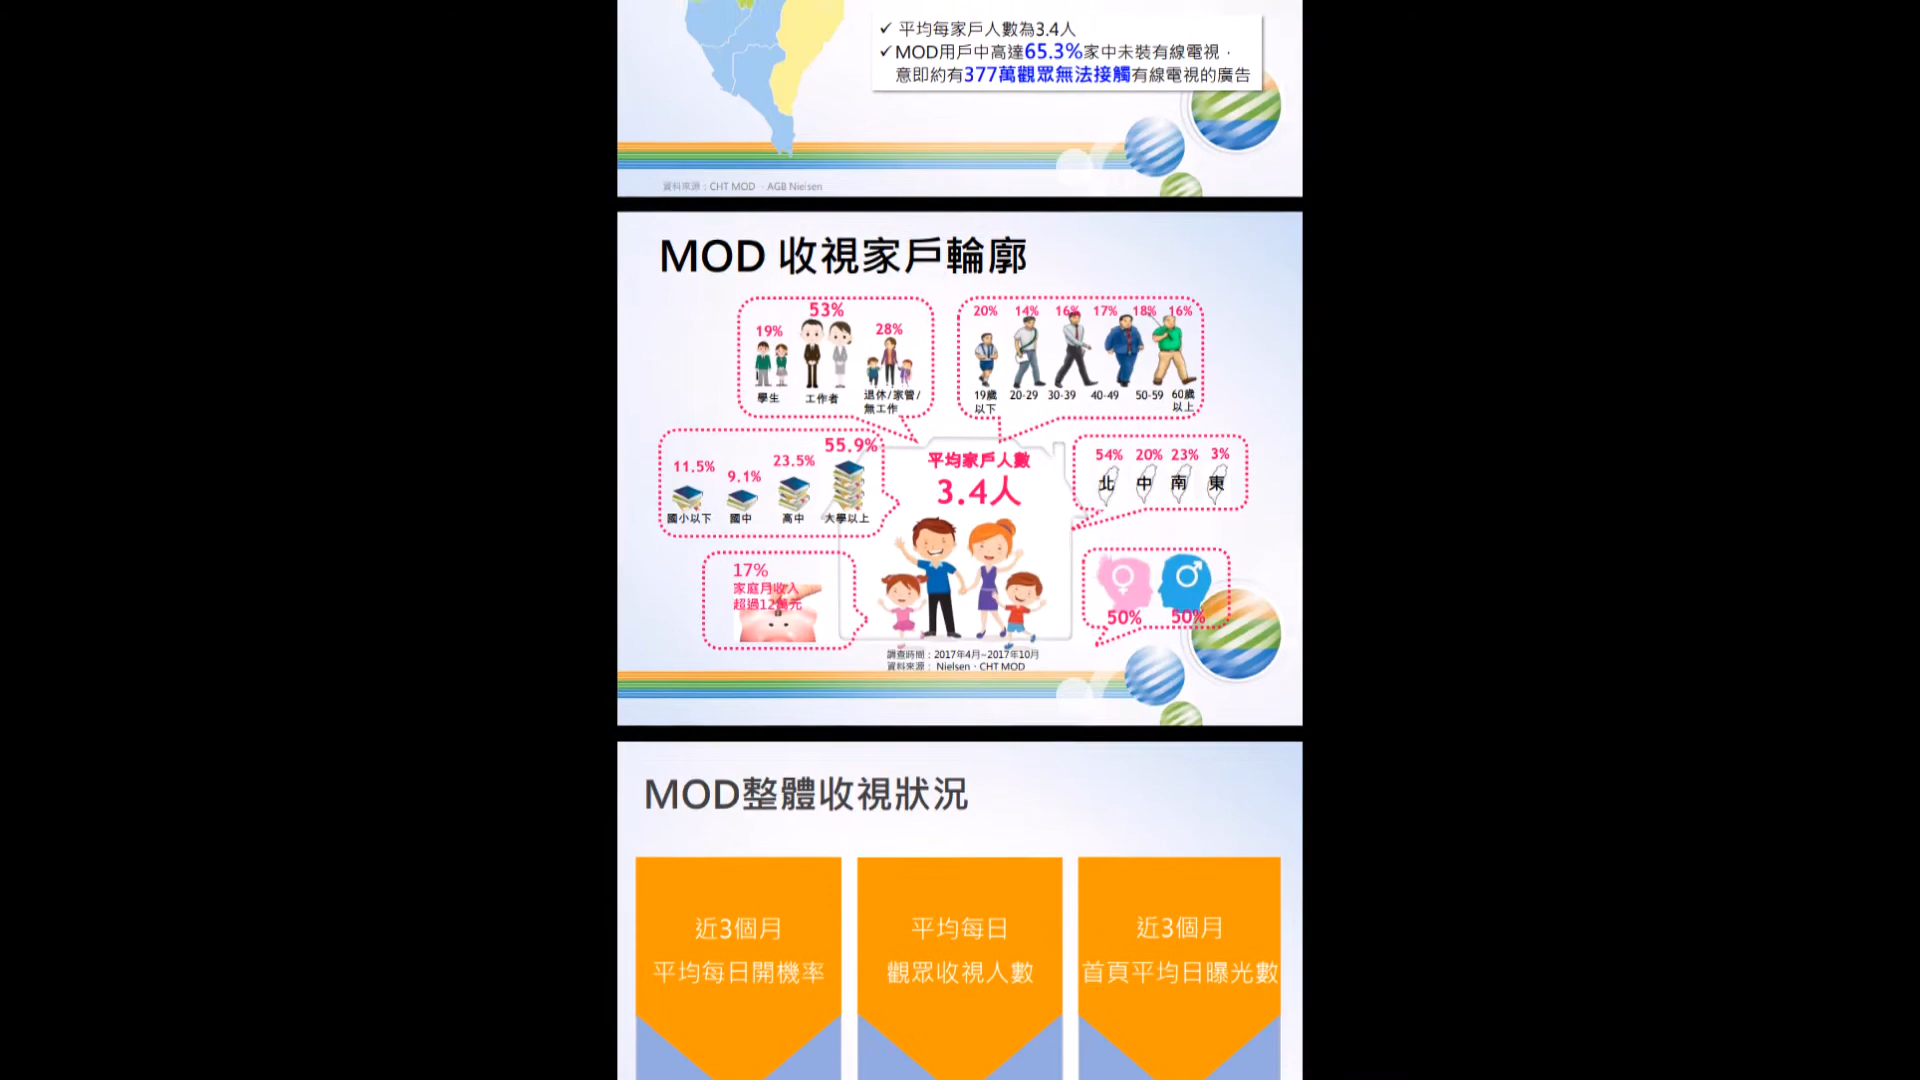 ✓ 平均每家戶人數為3.4人
✓MOD用戶中高達65.3%家中未裝有線電視，
意即約有377萬觀眾無法接觸有線電視的廣告
資料來源：CHT MOD 、AGB Nielsen
MOD 收視家戶輪廓
19%
53%
28%
學生
工作者
退休/家管/
無工作
20% 14% 16% 17% 18% 16%
19歲
以下
20-29
30-39
40-49
50-59
60歲
以上
11.5%
9.1%
23.5%
55.9%
國小以下
國中
高中
大學以上
平均家戶人數
3.4人
54% 20% 23% 3%
北 中 南 東
17%
家庭月收入
超過12萬元
50% 50%
調查時間：2017年4月~2017年10月
資料來源： Nielsen、CHT MOD
MOD整體收視狀況
近3個月
平均每日開機率
平均每日
觀眾收視人數
近3個月
首頁平均日曝光數